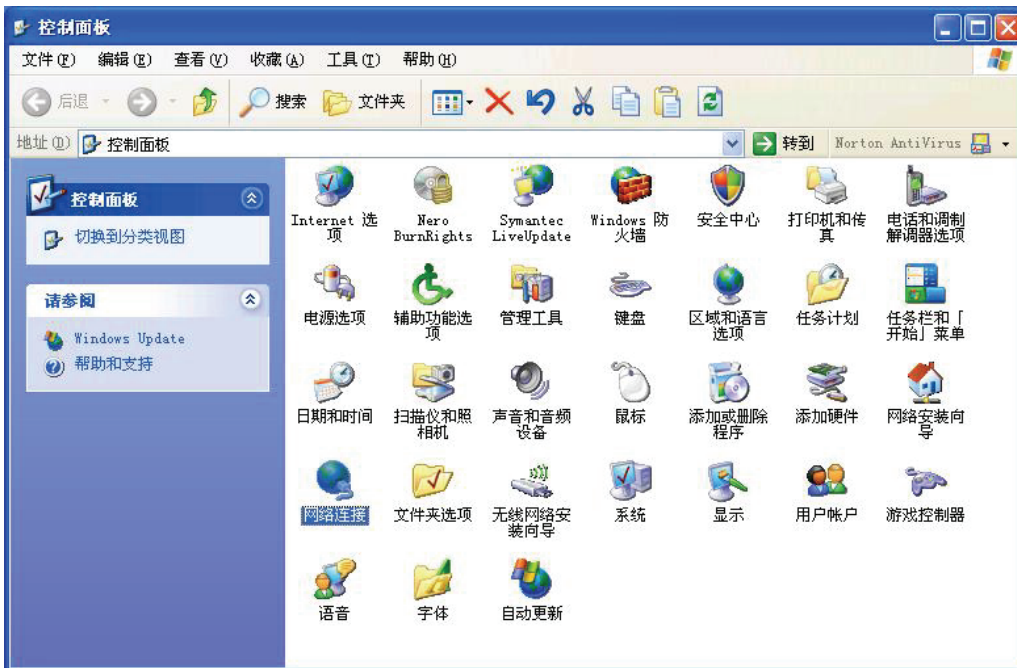 控制面板
文件(F) 编辑(E) 查看(V) 收藏(A) 工具(T) 帮助(H)
后退 搜索 文件夹
地址(D) 控制面板 转到 Norton AntiVirus
控制面板
切换到分类视图
请参阅
Windows Update
帮助和支持
Internet 选
项
Nero
BurnRights
Symantec
LiveUpdate
Windows 防
火墙
安全中心
打印机和传
真
电话和调制
解调器选项
电源选项
辅助功能选
项
管理工具
键盘
区域和语言
选项
任务计划
任务栏和「
开始」菜单
日期和时间
扫描仪和照
相机
声音和音频
设备
鼠标
添加或删除
程序
添加硬件
网络安装向
导
网络连接
文件夹选项
无线网络安
装向导
系统
显示
用户帐户
游戏控制器
语音
字体
自动更新